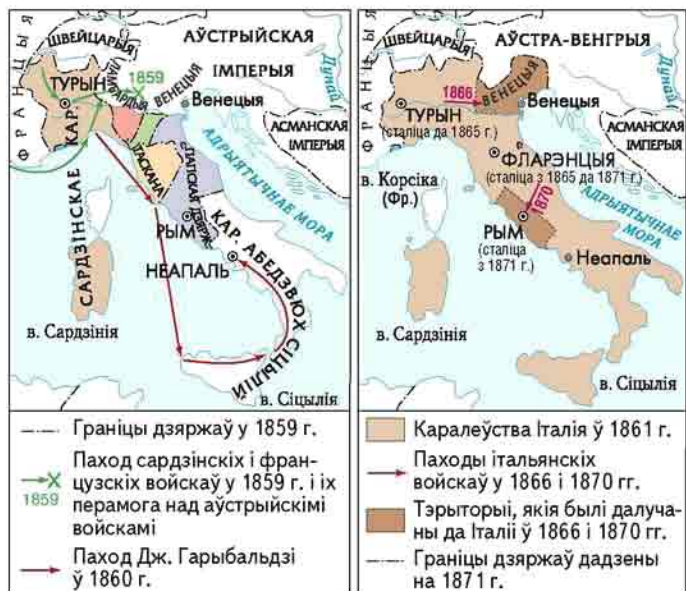 ФРАНЦЫЯ
ШВЕЙЦАРЫЯ
АЎСТРЫЙСКАЯ
ІМПЕРЫЯ
Дунай
1859
ТУРЫН
ЛАМБАРДЫЯ
ВЕНЕЦЫЯ
Венецыя
АСМАНСКАЯ
ІМПЕРЫЯ
САРДЗІНСКАЕ КАР.
ТАСКАНА
ПАПСКАЯ ДЗЯРЖ.
АДРЫЯТЫЧНАЕ МОРА
РЫМ
НЕАПАЛЬ
КАР. АБЕДЗВЮХ СІЦЫЛІЙ
в. Сардзінія
в. Сіцылія
Граніцы дзяржаў у 1859 г.
1859
Паход сардзінскіх і фран-
цузскіх войскаў у 1859 г. і іх
перамога над аўстрыйскімі
войскамі
Паход Дж. Гарыбальдзі
ў 1860 г.
ФРАНЦЫЯ
ШВЕЙЦАРЫЯ
АЎСТРА-ВЕНГРЫЯ
Дунай
1866
ВЕНЕЦЫЯ
Венецыя
ТУРЫН
(сталіца да 1865 г.)
АСМАНСКАЯ
ІМПЕРЫЯ
ФЛАРЭНЦЫЯ
(сталіца з 1865 да 1871 г.)
в. Корсіка
(Фр.)
1870
АДРЫЯТЫЧНАЕ
МОРА
РЫМ
(сталіца
з 1871 г.)
Неапаль
в. Сардзінія
в. Сіцылія
Каралеўства Італія ў 1861 г.
Паходы італьянскіх
войскаў у 1866 і 1870 гг.
Тэрыторыі, якія былі далуча-
ны да Італіі ў 1866 і 1870 гг.
Граніцы дзяржаў дадзены
на 1871 г.